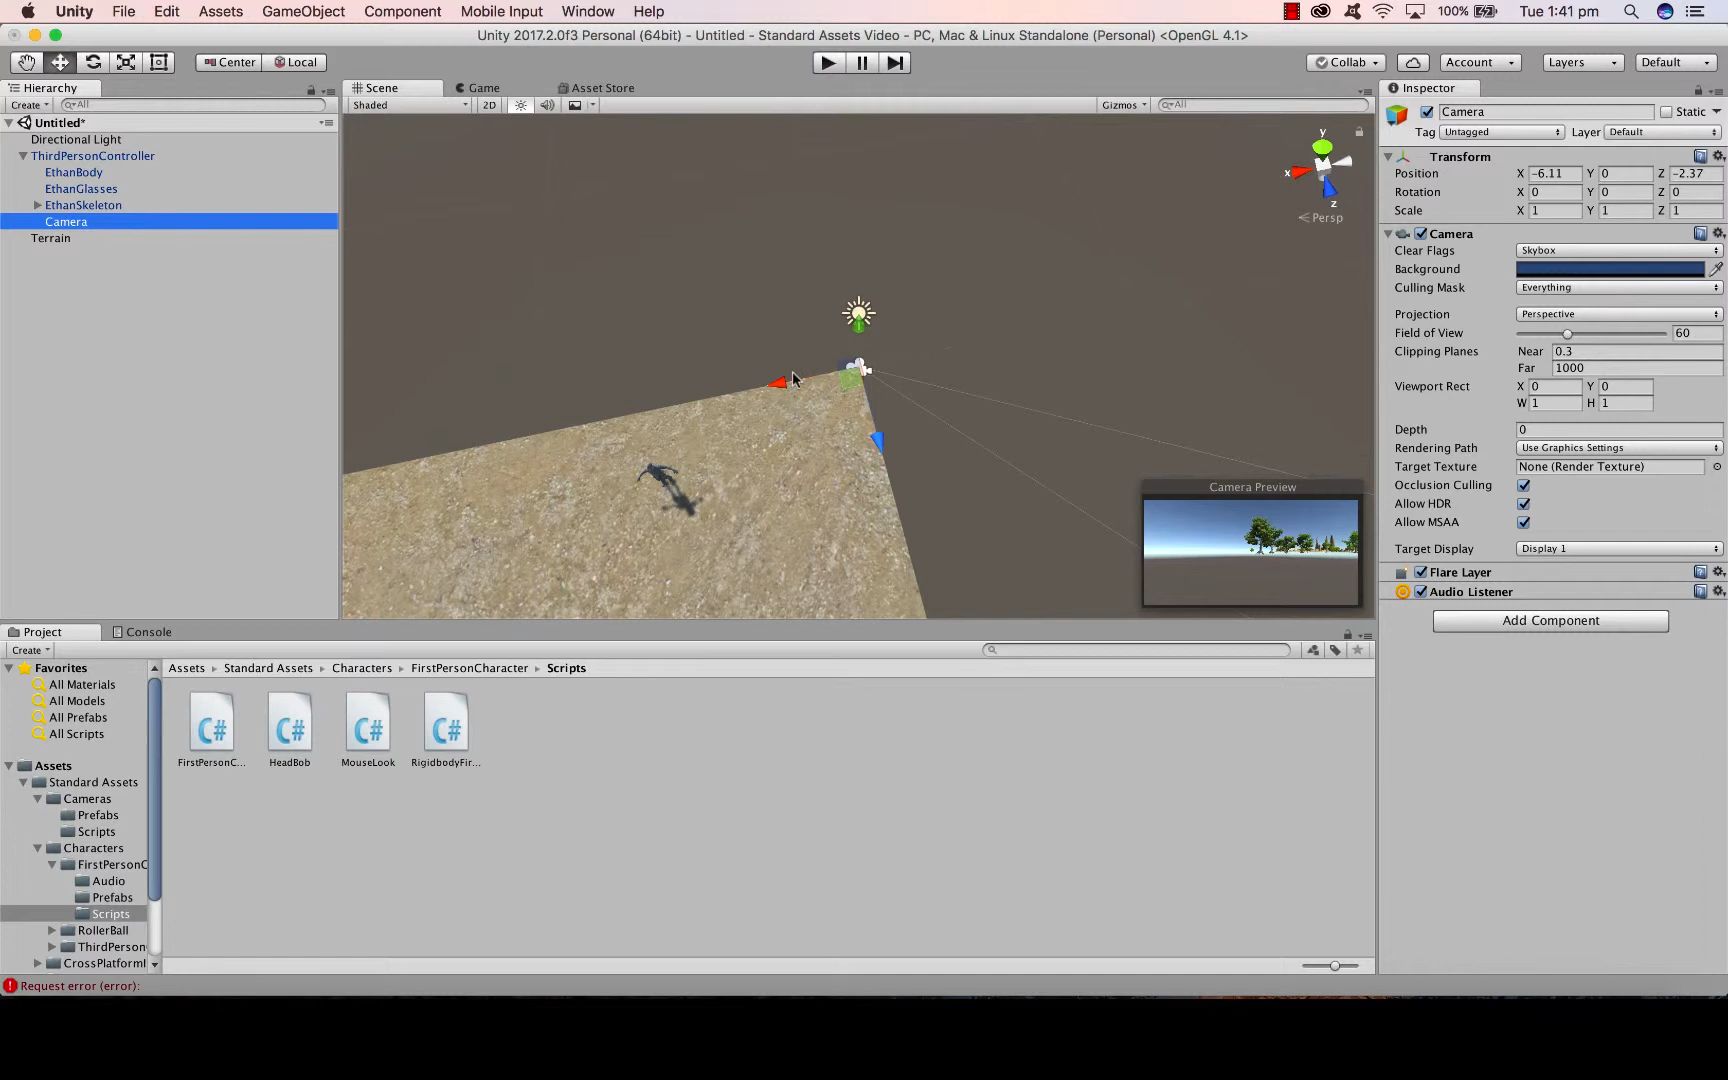 Unity File Edit Assets GameObject Component Mobile Input Window Help 100% Tue 1:41 pm
Unity 2017.2.0f3 Personal (64bit) - Untitled - Standard Assets Video - PC, Mac & Linux Standalone (Personal) <OpenGL 4.1>
Center Local Collab Account Layers Default
Hierarchy
Create All
Untitled*
Directional Light
ThirdPersonController
EthanBody
EthanGlasses
EthanSkeleton
Camera
Terrain
Scene Game Asset Store
Shaded 2D Gizmos All
y
x
z
Persp
Camera Preview
Inspector
Camera Static
Tag Untagged Layer Default
Transform
Position X -6.11 Y 0 Z -2.37
Rotation X 0 Y 0 Z 0
Scale X 1 Y 1 Z 1
Camera
Clear Flags Skybox
Background
Culling Mask Everything
Projection Perspective
Field of View 60
Clipping Planes Near 0.3
Far 1000
Viewport Rect X 0 Y 0
W 1 H 1
Depth 0
Rendering Path Use Graphics Settings
Target Texture None (Render Texture)
Occlusion Culling
Allow HDR
Allow MSAA
Target Display Display 1
Flare Layer
Audio Listener
Add Component
Project Console
Create
Favorites
All Materials
All Models
All Prefabs
All Scripts
Assets
Standard Assets
Cameras
Prefabs
Scripts
Characters
FirstPersonC
Audio
Prefabs
Scripts
RollerBall
ThirdPerson
CrossPlatformI
Assets Standard Assets Characters FirstPersonCharacter Scripts
C# C# C# C#
FirstPersonC... HeadBob MouseLook RigidbodyFir...
Request error (error):